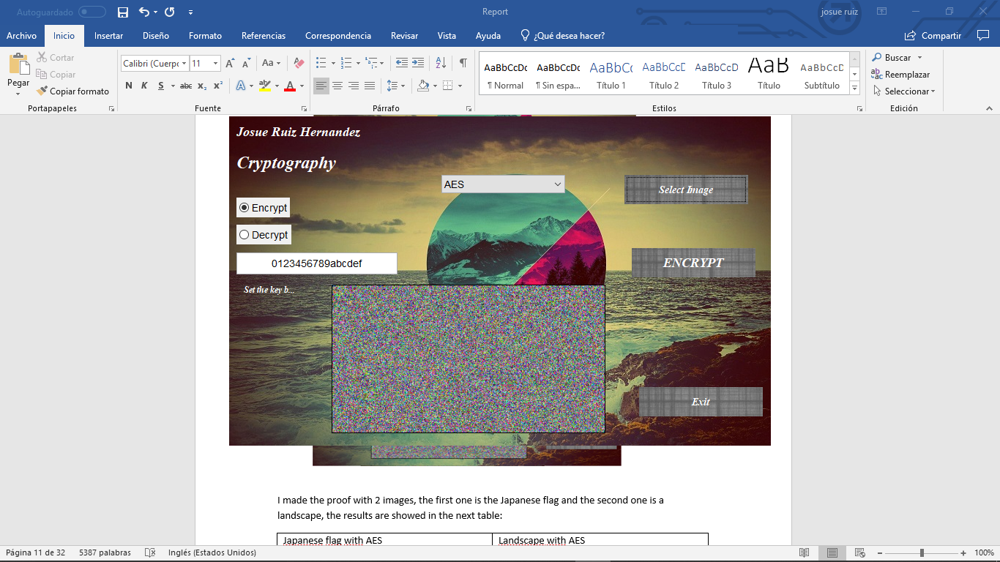 Autoguardado
Report
josue ruiz
Archivo Inicio Insertar Diseño Formato Referencias Correspondencia Revisar Vista Ayuda ¿Qué desea hacer? Compartir
Pegar
Cortar
Copiar
Copiar formato
Portapapeles
Calibri (Cuerpo 11
Aa
N K S abc x₂ x²
A aby A
Fuente
Párrafo
AaBbCcDc AaBbCcDc AaBbCc AaBbCcD AaBbCcD AaB AaBbCcD
¶ Normal ¶ Sin espa... Título 1 Título 2 Título 3 Título Subtítulo
Estilos
Buscar
Reemplazar
Seleccionar
Edición
Josue Ruiz Hernandez
Cryptography
AES
Select Image
Encrypt
Decrypt
0123456789abcdef
ENCRYPT
Set the key b...
Exit
I made the proof with 2 images, the first one is the Japanese flag and the second one is a
landscape, the results are showed in the next table:
Japanese flag with AES Landscape with AES
Página 11 de 32 5387 palabras Inglés (Estados Unidos) 100%